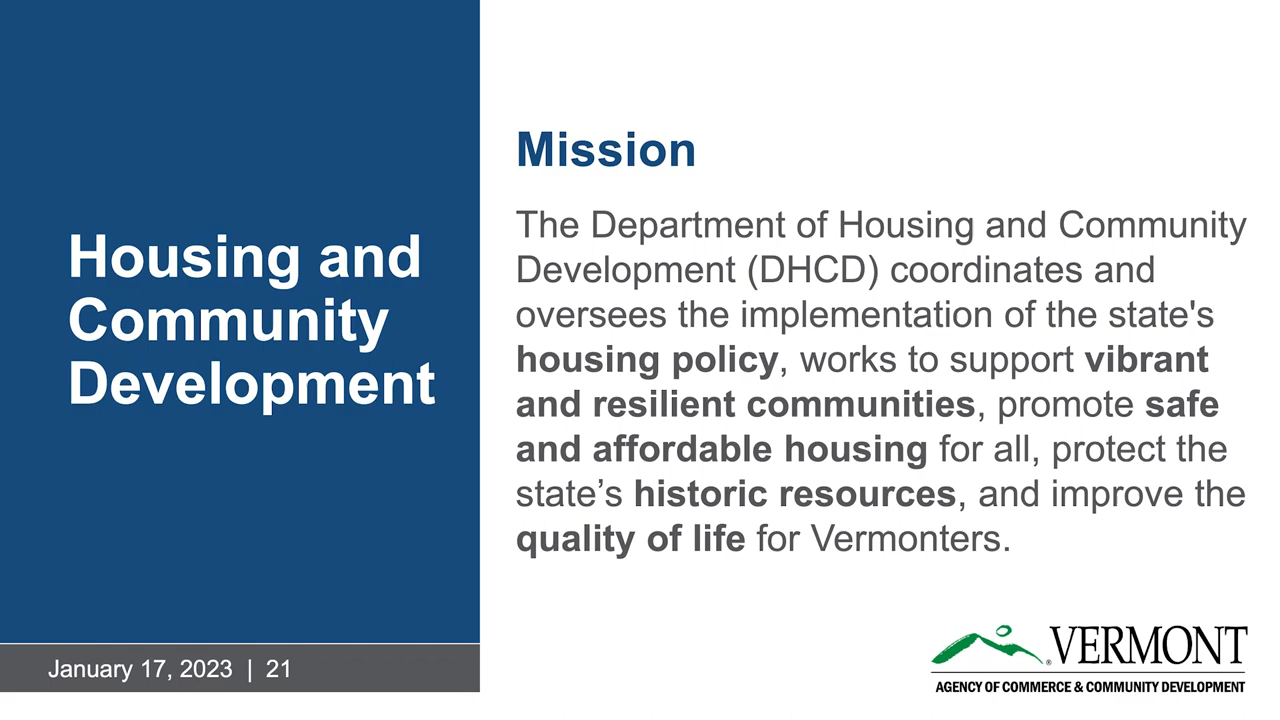 Housing and
Community
Development
January 17, 2023 | 21
Mission
The Department of Housing and Community
Development (DHCD) coordinates and
oversees the implementation of the state's
housing policy, works to support vibrant
and resilient communities, promote safe
and affordable housing for all, protect the
state’s historic resources, and improve the
quality of life for Vermonters.
® VERMONT
AGENCY OF COMMERCE & COMMUNITY DEVELOPMENT